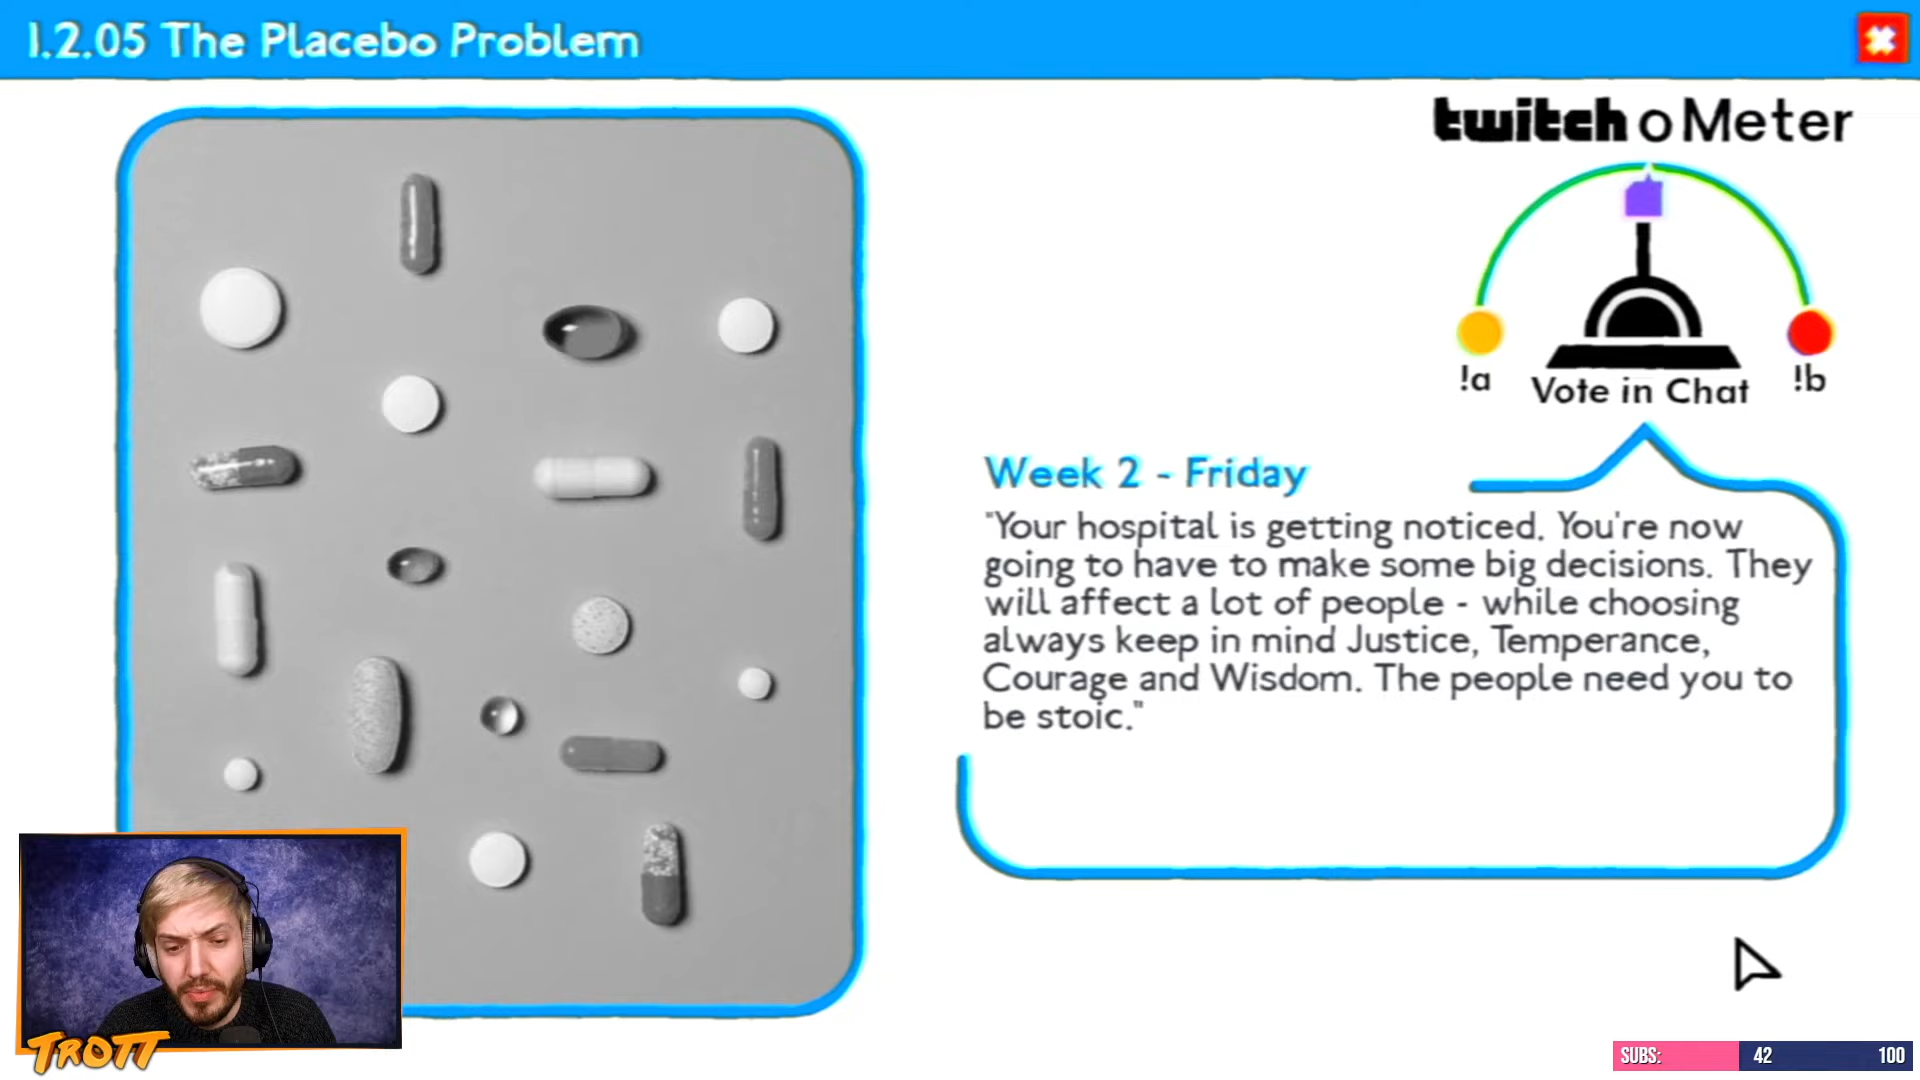 1.2.05 The Placebo Problem
twitch o Meter
!a
Vote in Chat
!b
Week 2 - Friday
"Your hospital is getting noticed. You're now
going to have to make some big decisions. They
will affect a lot of people - while choosing
always keep in mind Justice, Temperance,
Courage and Wisdom. The people need you to
be stoic."
TROTT
SUBS: 42 100